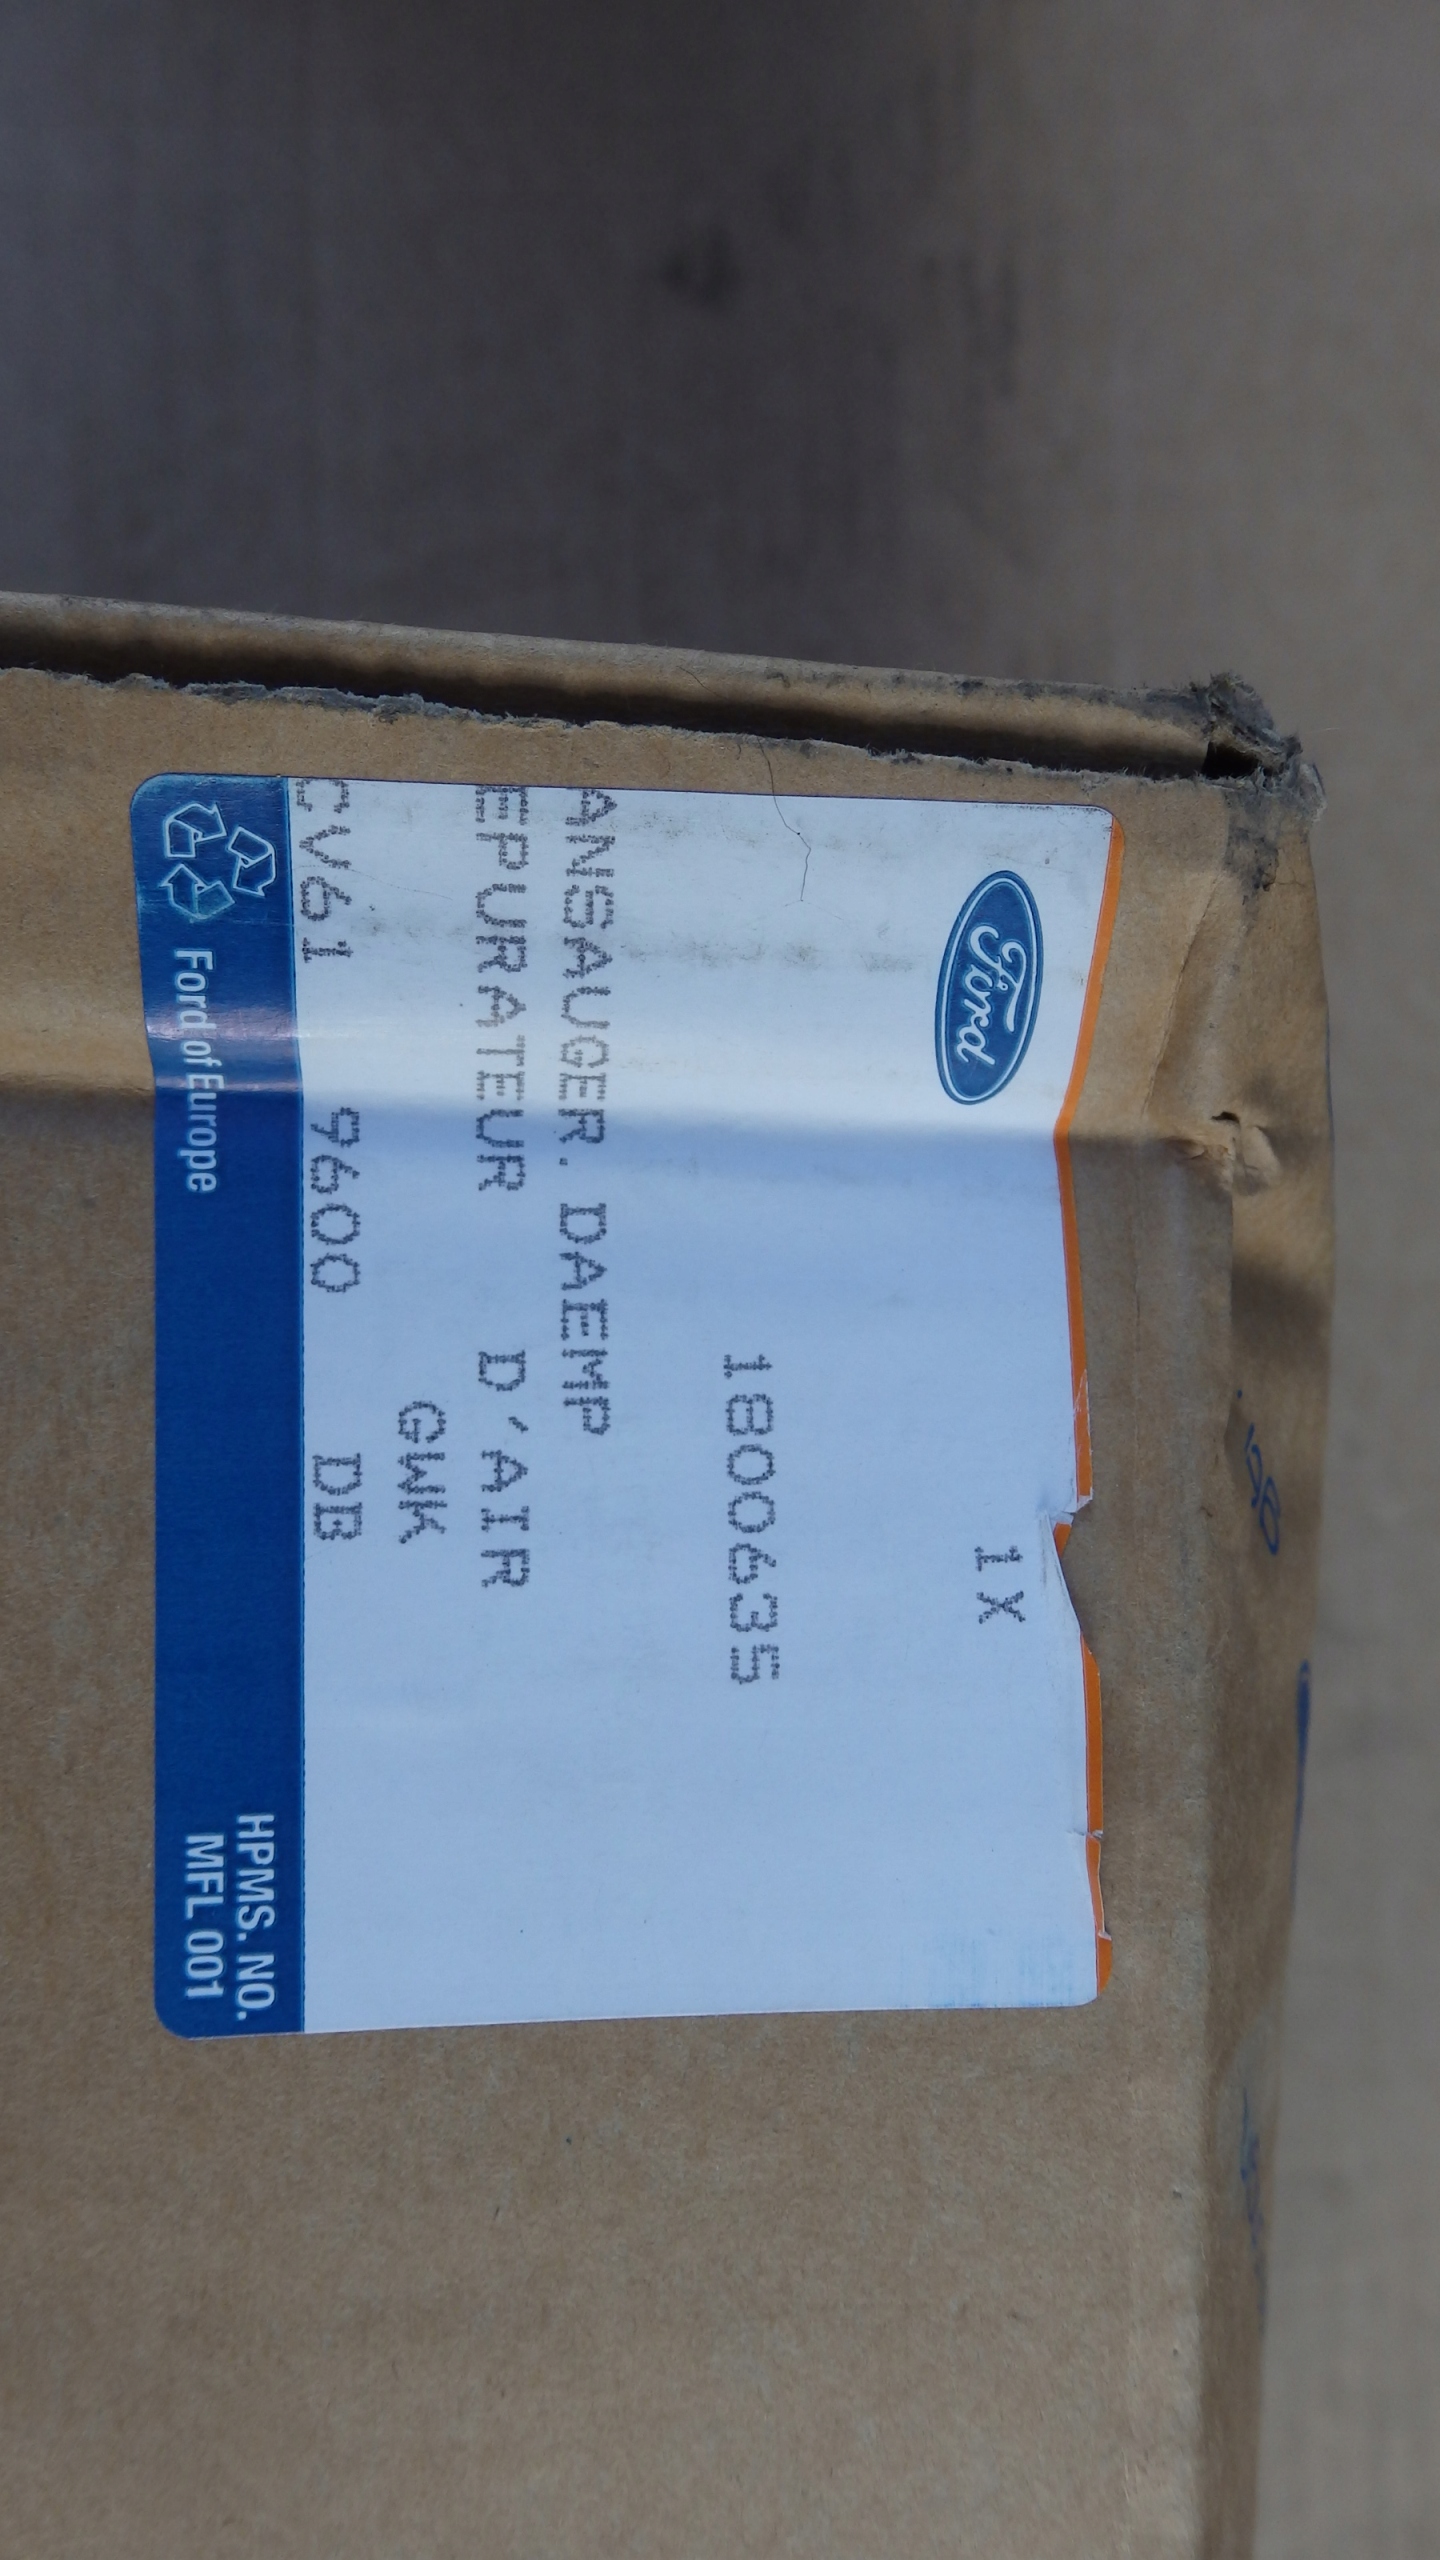 Ford
1X
1800635
ANSAUGER. DAEMP
EPURATEUR D'AIR
GWK
CV61 9600 DB
Ford of Europe
HPMS. NO.
MFL 001